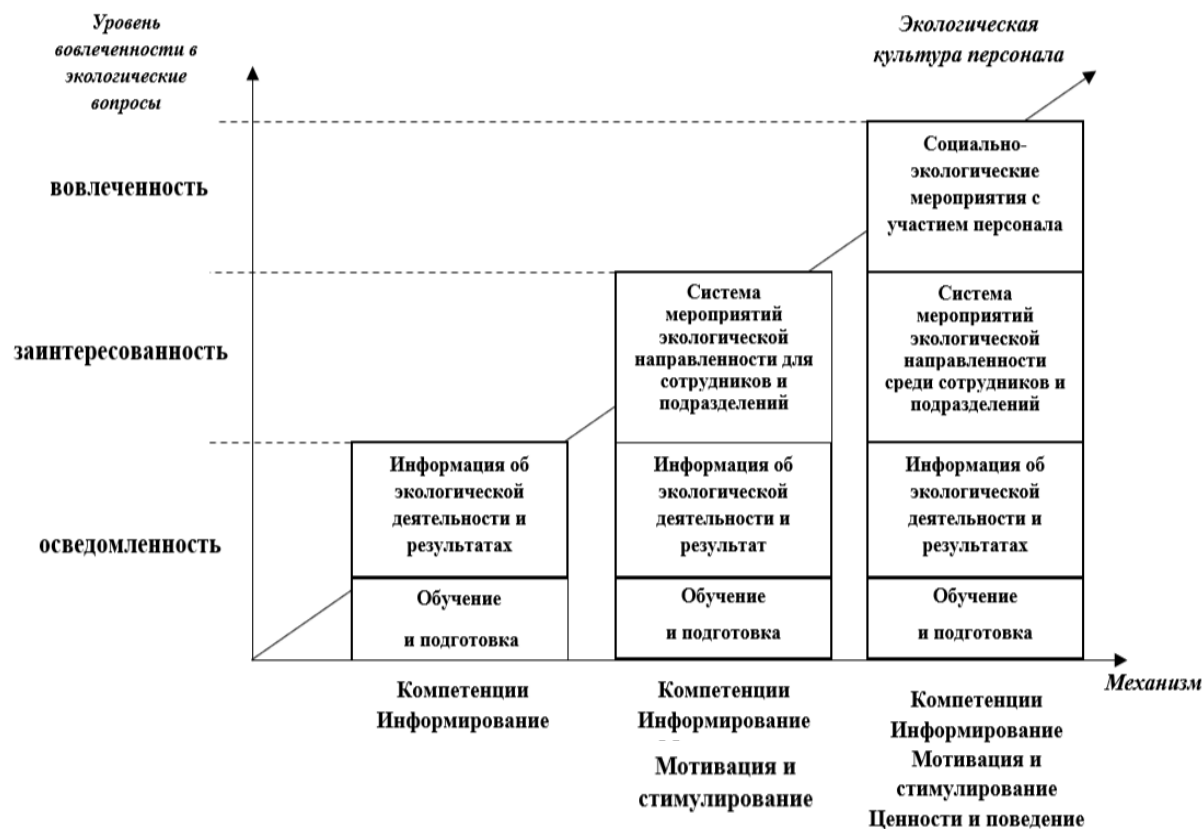 Уровень
вовлеченности в
экологические
вопросы
Экологическая
культура персонала
вовлеченность
заинтересованность
осведомленность
Информация об
экологической
деятельности и
результатах
Обучение
и подготовка
Система
мероприятий
экологической
направленности для
сотрудников и
подразделений
Информация об
экологической
деятельности и
результат
Обучение
и подготовка
Социально-
экологические
мероприятия с
участием персонала
Система
мероприятий
экологической
направленности
среди сотрудников и
подразделений
Информация об
экологической
деятельности и
результатах
Обучение
и подготовка
Механизм
Компетенции
Информирование
Компетенции
Информирование
Мотивация и
стимулирование
Компетенции
Информирование
Мотивация и
стимулирование
Ценности и поведение